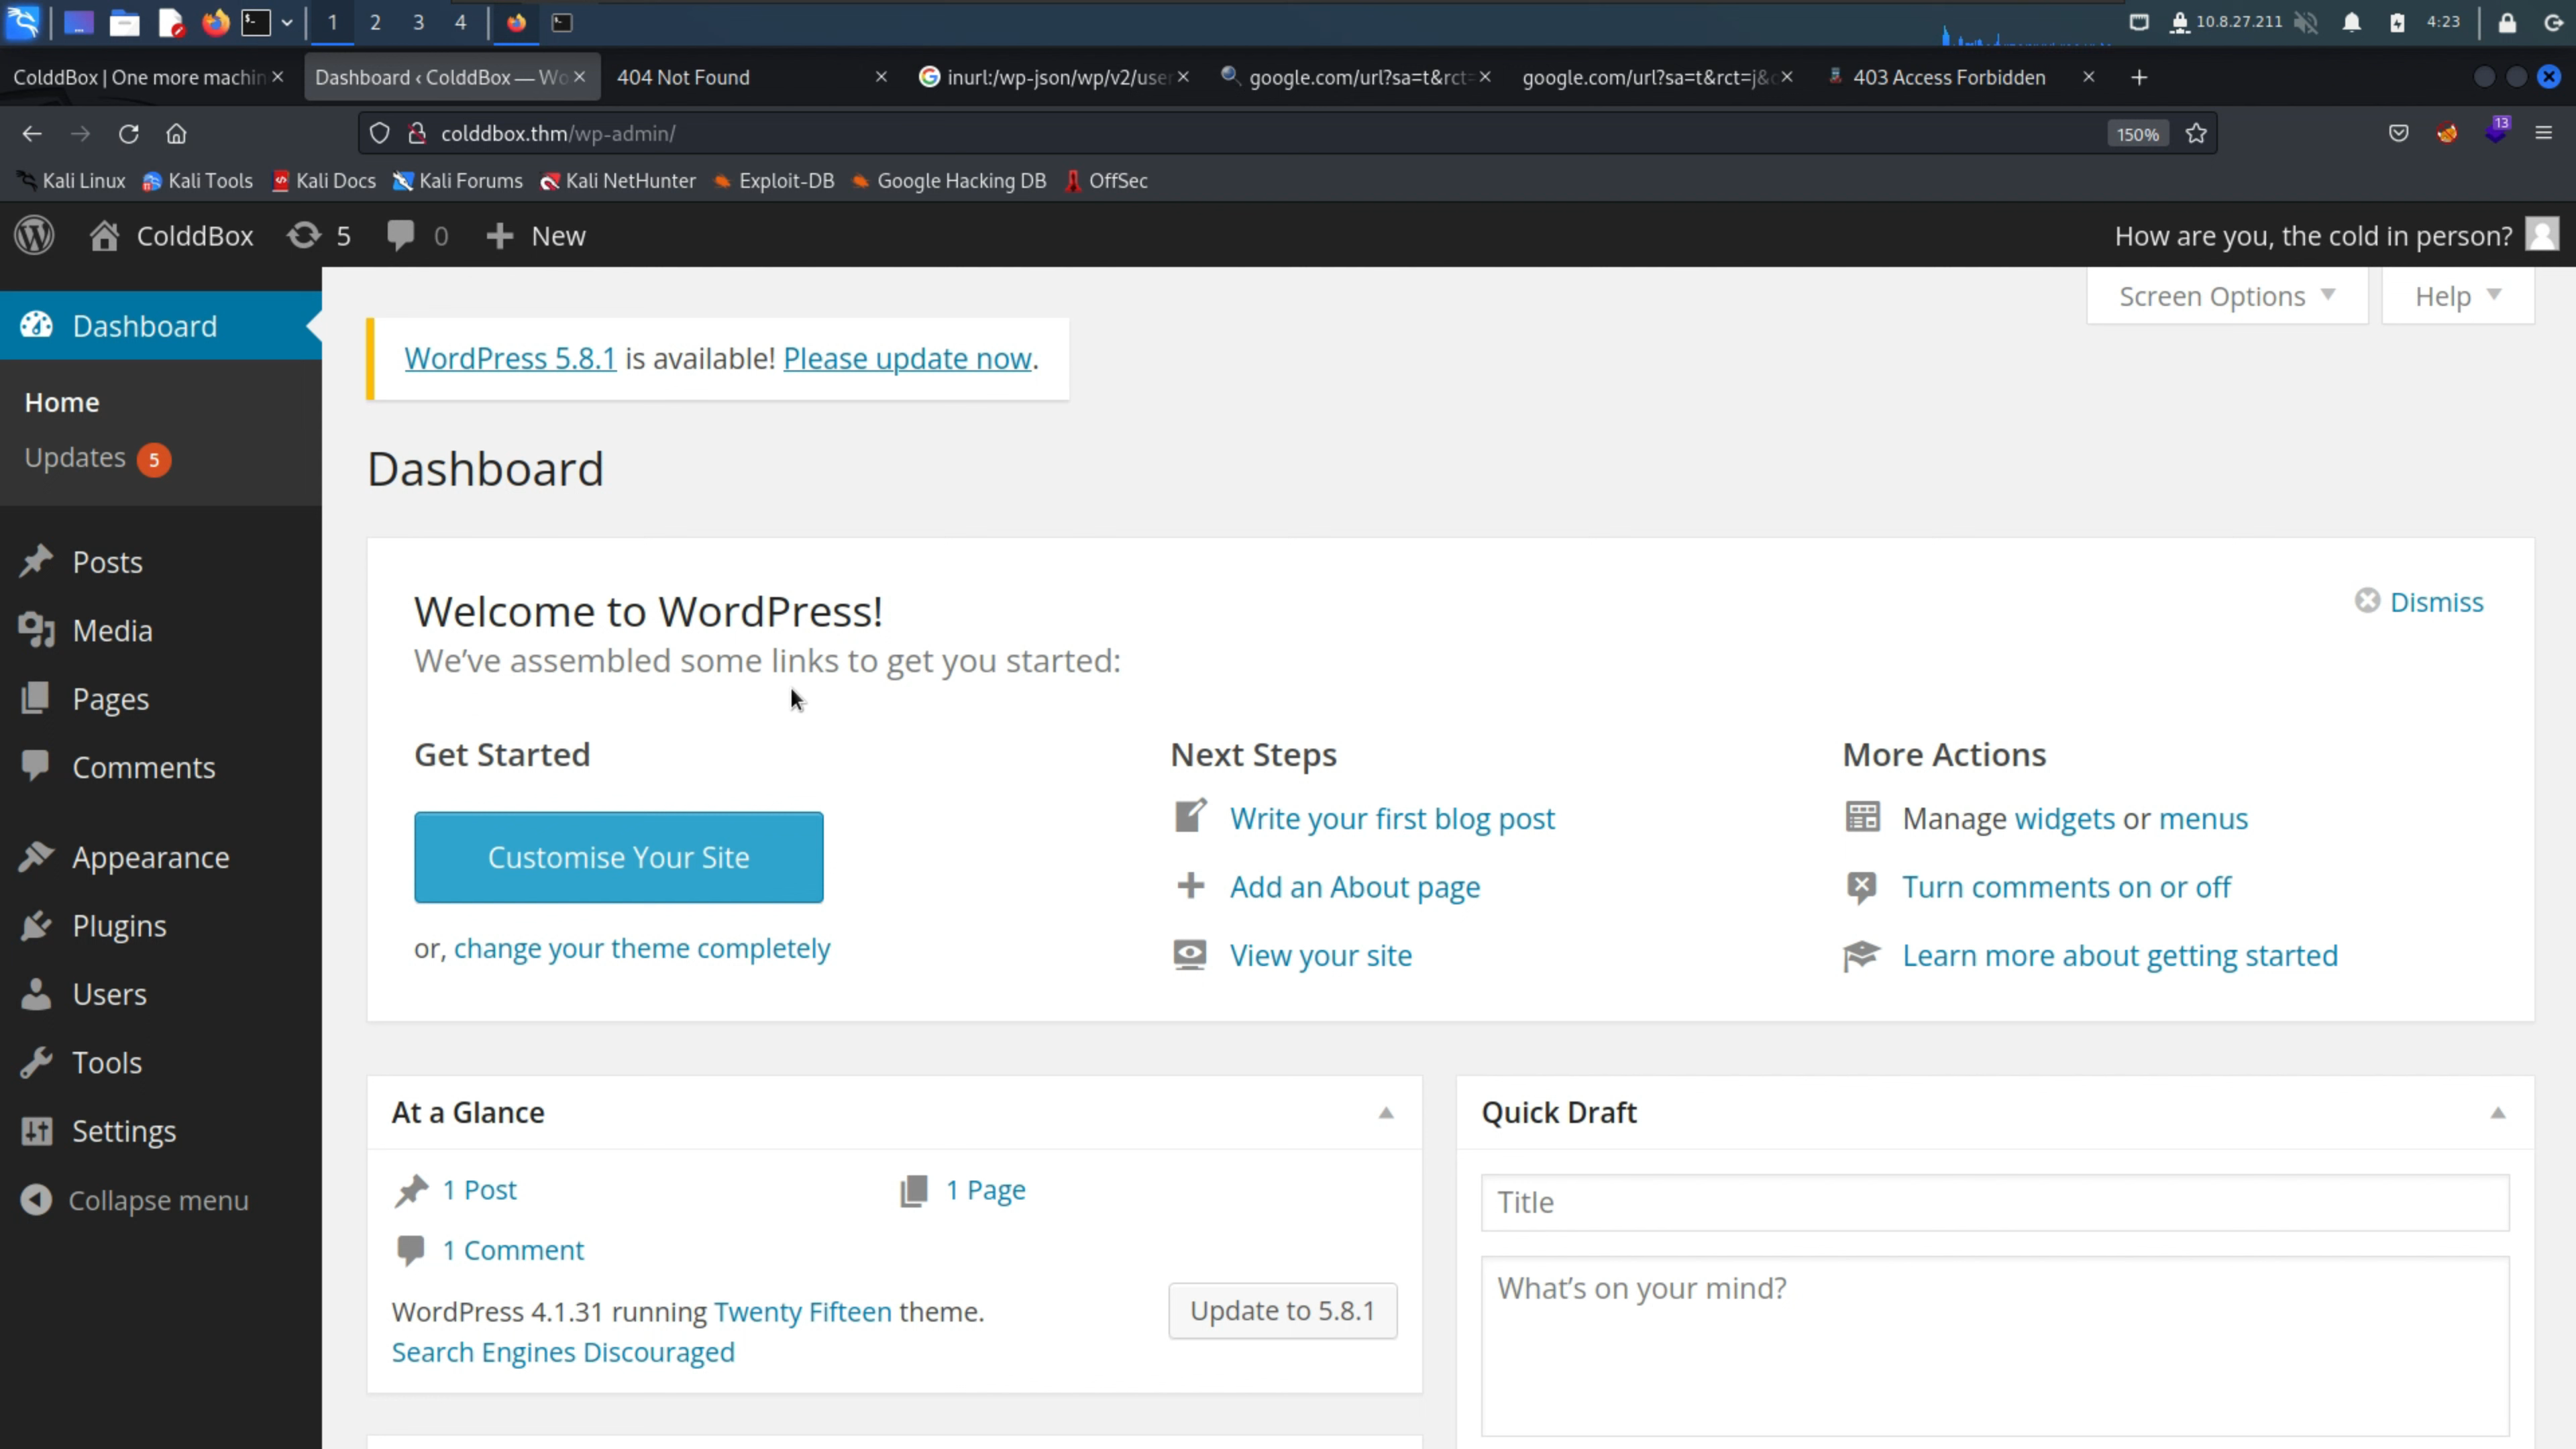 1 2 3 4 10.8.27.211 4:23
ColddBox | One more machin Dashboard ‹ ColddBox — Wo 404 Not Found inurl:/wp-json/wp/v2/user google.com/url?sa=t&rct= google.com/url?sa=t&rct=j& 403 Access Forbidden
colddbox.thm/wp-admin/ 150% 13
Kali Linux Kali Tools Kali Docs Kali Forums Kali NetHunter Exploit-DB Google Hacking DB OffSec
ColddBox 5 0 New How are you, the cold in person?
Screen Options Help
Dashboard
Home
Updates 5
Posts
Media
Pages
Comments
Appearance
Plugins
Users
Tools
Settings
Collapse menu
WordPress 5.8.1 is available! Please update now.
Dashboard
Welcome to WordPress!
Dismiss
We've assembled some links to get you started:
Get Started
Customise Your Site
or, change your theme completely
Next Steps
Write your first blog post
Add an About page
View your site
More Actions
Manage widgets or menus
Turn comments on or off
Learn more about getting started
At a Glance
1 Post 1 Page
1 Comment
WordPress 4.1.31 running Twenty Fifteen theme.
Update to 5.8.1
Search Engines Discouraged
Quick Draft
Title
What's on your mind?